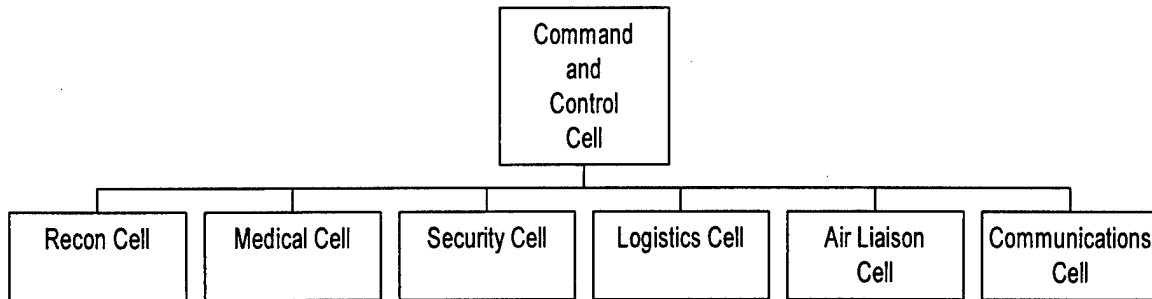 Command
and
Control
Cell
Recon Cell
Medical Cell
Security Cell
Logistics Cell
Air Liaison
Cell
Communications
Cell